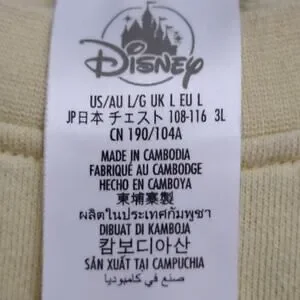 Disney
US/AU L/G UK L EU L
JP日本 チェスト 108-116 3L
CN 190/104A
MADE IN CAMBODIA
FABRIQUÉ AU CAMBODGE
HECHO EN CAMBOYA
柬埔寨製
ผลิตในประเทศกัมพูชา
DIBUAT DI KAMBOJA
캄보디아산
SẢN XUẤT TẠI CAMPUCHIA
صنع في كامبوديا